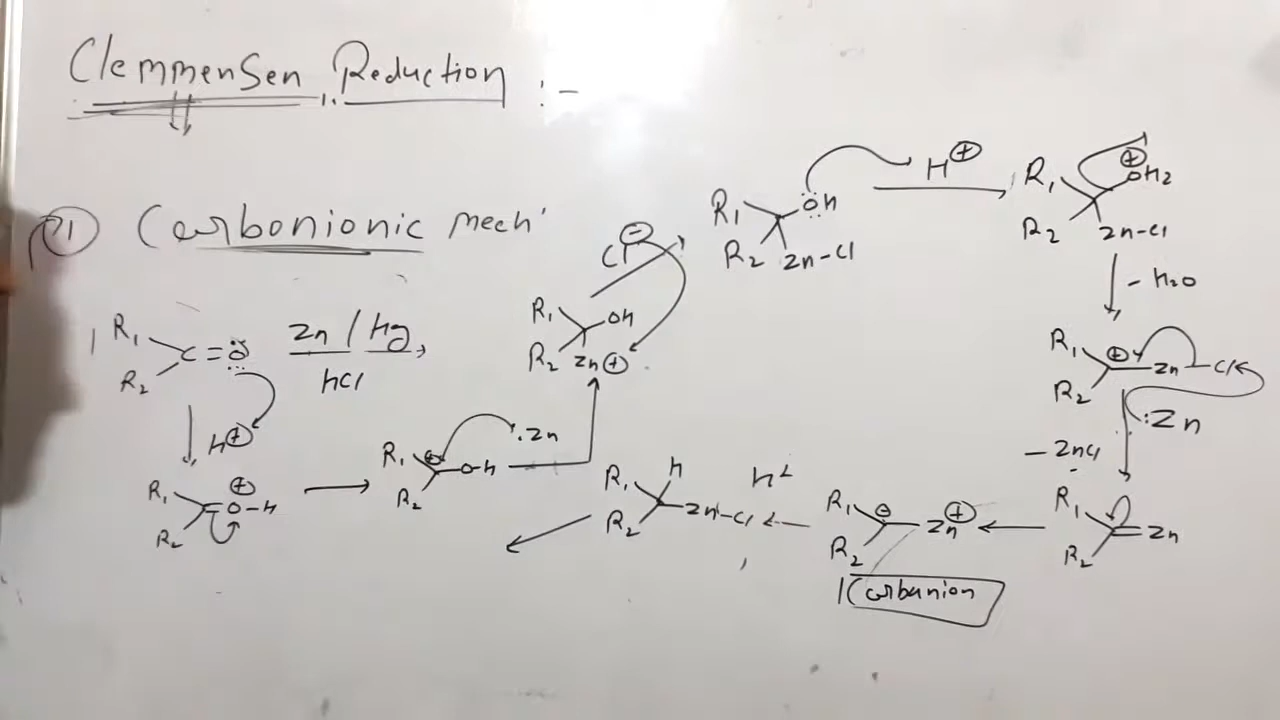 Clemmensen Reduction :-
① Carbonionic mech'
R₁
R₂
C=O
Zn / Hg
HCl
H⊕
R₁
R₂
⊕
O-H
R₁
R₂
⊕
O-H
:Zn
R₁
R₂
OH
Zn⊕
Cl⊖
R₁
R₂
ÖH
Zn-Cl
H⊕
R₁
R₂
⊕
OH₂
Zn-Cl
- H₂O
R₁
R₂
⊕
Zn-Cl
:Zn
- ZnCl
R₁
R₂
=Zn
R₁
R₂
⊖
Zn⊕
Carbanion
H⁺
R₁
R₂
H
Zn-Cl